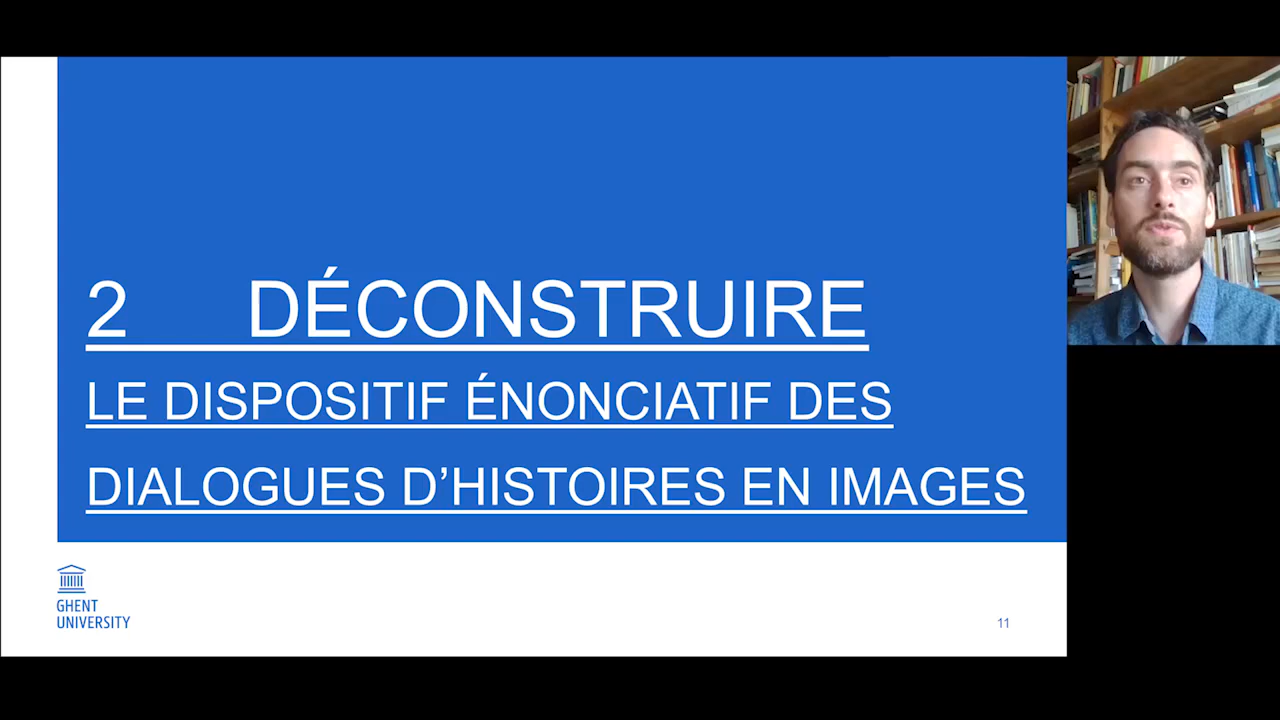 2 DÉCONSTRUIRE
LE DISPOSITIF ÉNONCIATIF DES
DIALOGUES D’HISTOIRES EN IMAGES
GHENT
UNIVERSITY
11